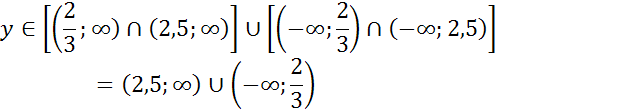 y ∈ [(2/3; ∞) ∩ (2,5; ∞)] ∪ [(−∞; 2/3) ∩ (−∞; 2,5)]
= (2,5; ∞) ∪ (−∞; 2/3)